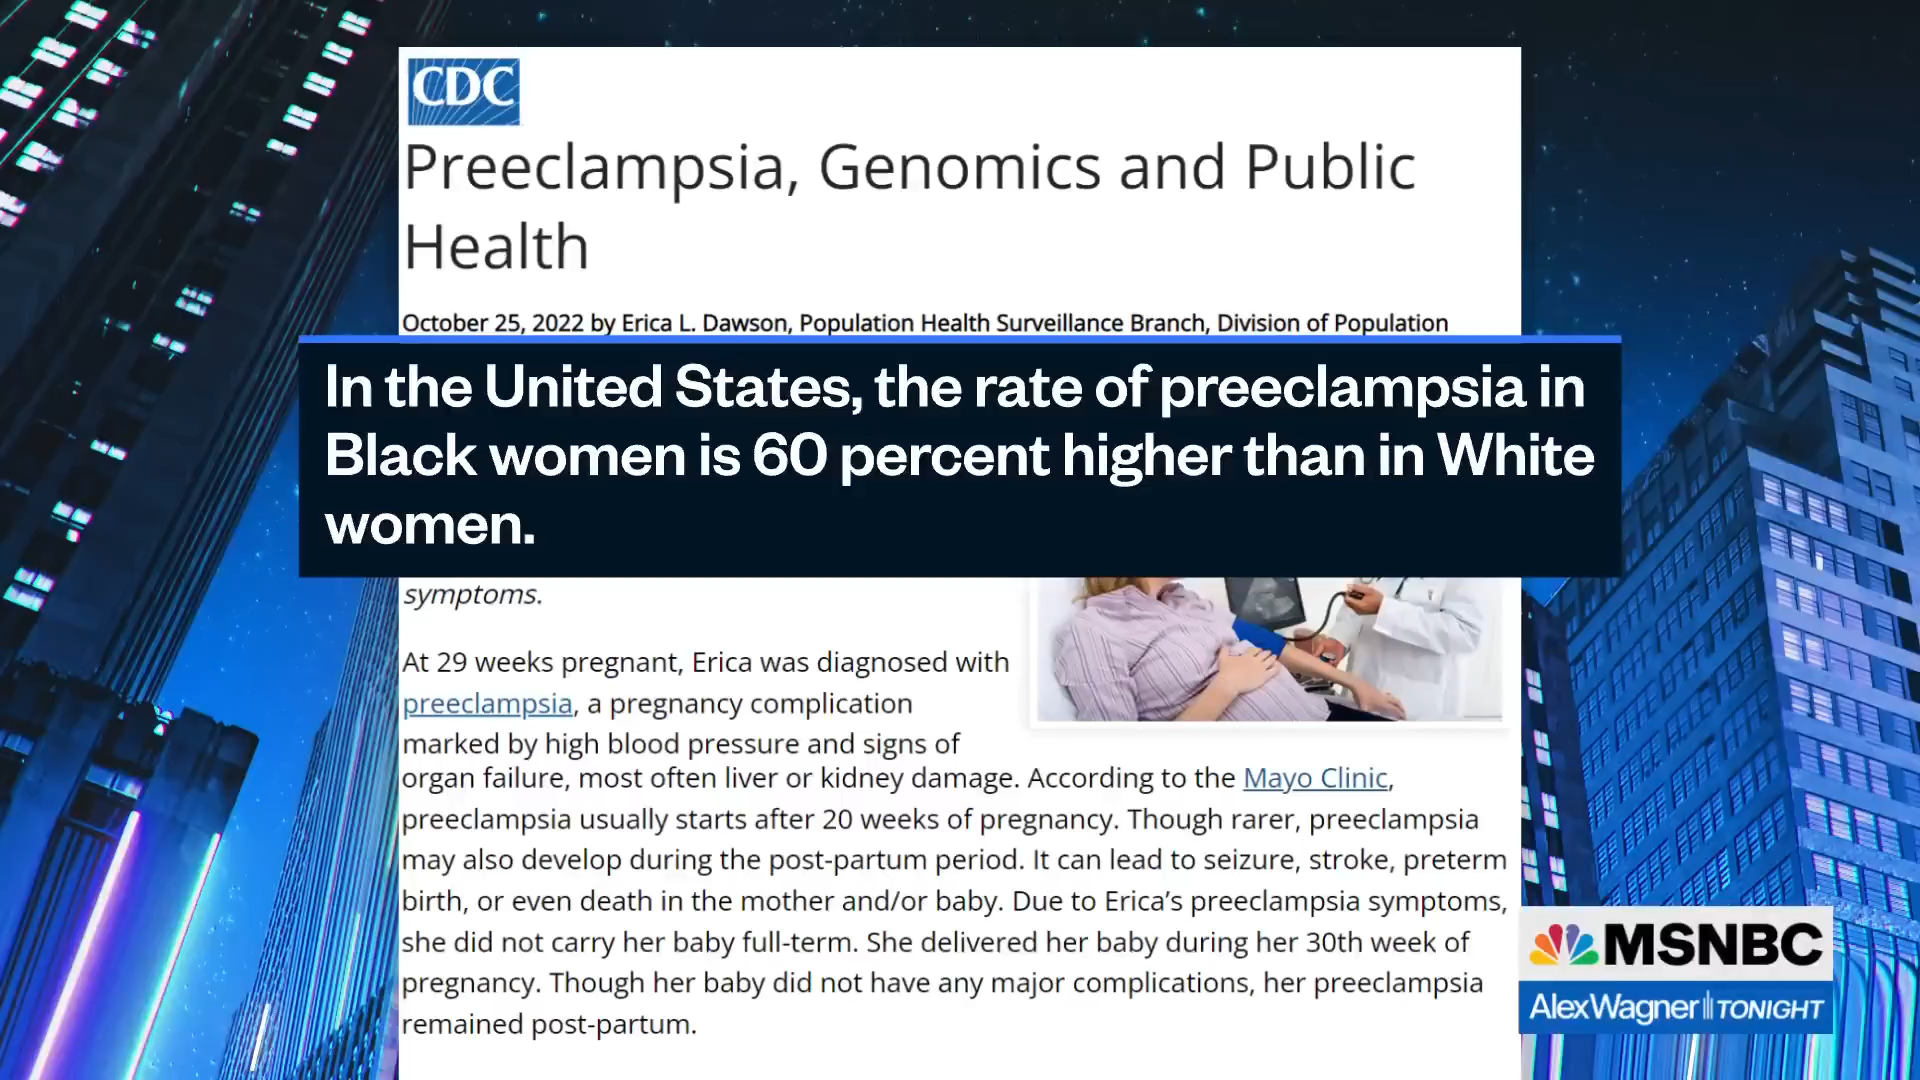 CDC
Preeclampsia, Genomics and Public
Health
October 25, 2022 by Erica L. Dawson, Population Health Surveillance Branch, Division of Population
In the United States, the rate of preeclampsia in
Black women is 60 percent higher than in White
women.
symptoms.
At 29 weeks pregnant, Erica was diagnosed with
preeclampsia, a pregnancy complication
marked by high blood pressure and signs of
organ failure, most often liver or kidney damage. According to the Mayo Clinic,
preeclampsia usually starts after 20 weeks of pregnancy. Though rarer, preeclampsia
may also develop during the post-partum period. It can lead to seizure, stroke, preterm
birth, or even death in the mother and/or baby. Due to Erica’s preeclampsia symptoms,
she did not carry her baby full-term. She delivered her baby during her 30th week of
pregnancy. Though her baby did not have any major complications, her preeclampsia
remained post-partum.
MSNBC
AlexWagner TONIGHT